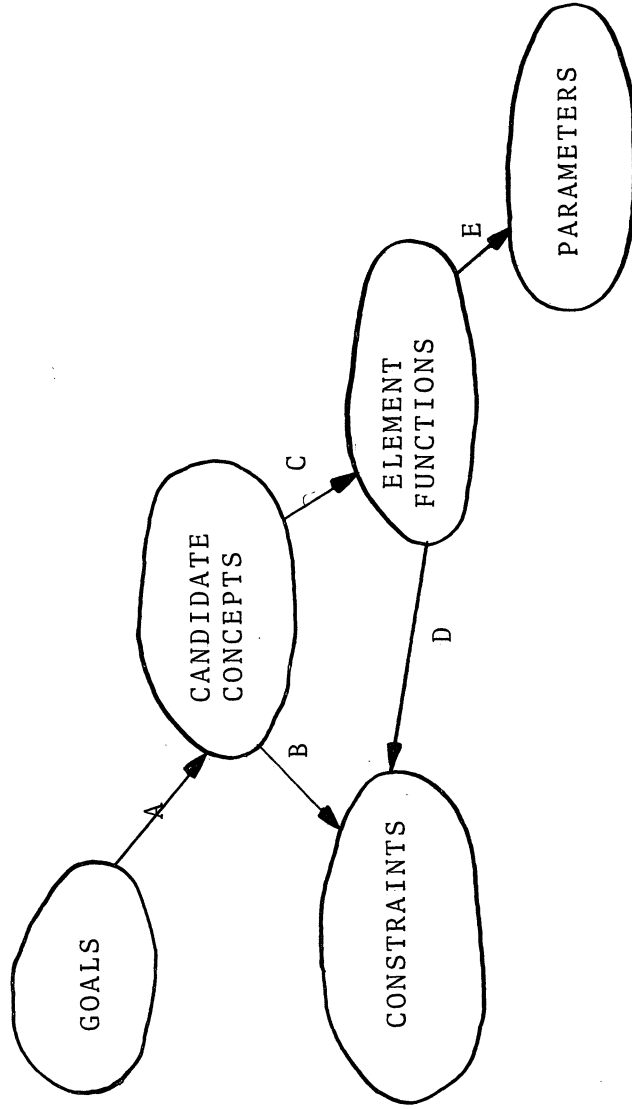 GOALS
A
CANDIDATE
CONCEPTS
B
C
CONSTRAINTS
D
ELEMENT
FUNCTIONS
E
PARAMETERS